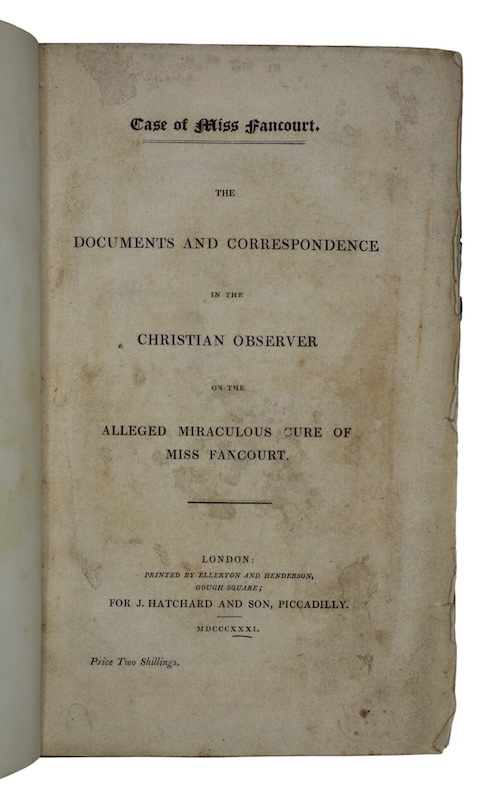 Case of Miss Fancourt.
THE
DOCUMENTS AND CORRESPONDENCE
IN THE
CHRISTIAN OBSERVER
ON THE
ALLEGED MIRACULOUS CURE OF
MISS FANCOURT.
LONDON:
PRINTED BY ELLERTON AND HENDERSON,
GOUGH SQUARE;
FOR J. HATCHARD AND SON, PICCADILLY.
MDCCCXXXI.
Price Two Shillings.